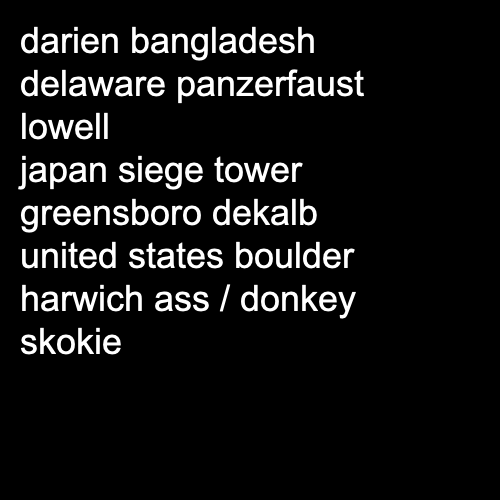 darien bangladesh
delaware panzerfaust
lowell
japan siege tower
greensboro dekalb
united states boulder
harwich ass / donkey
skokie